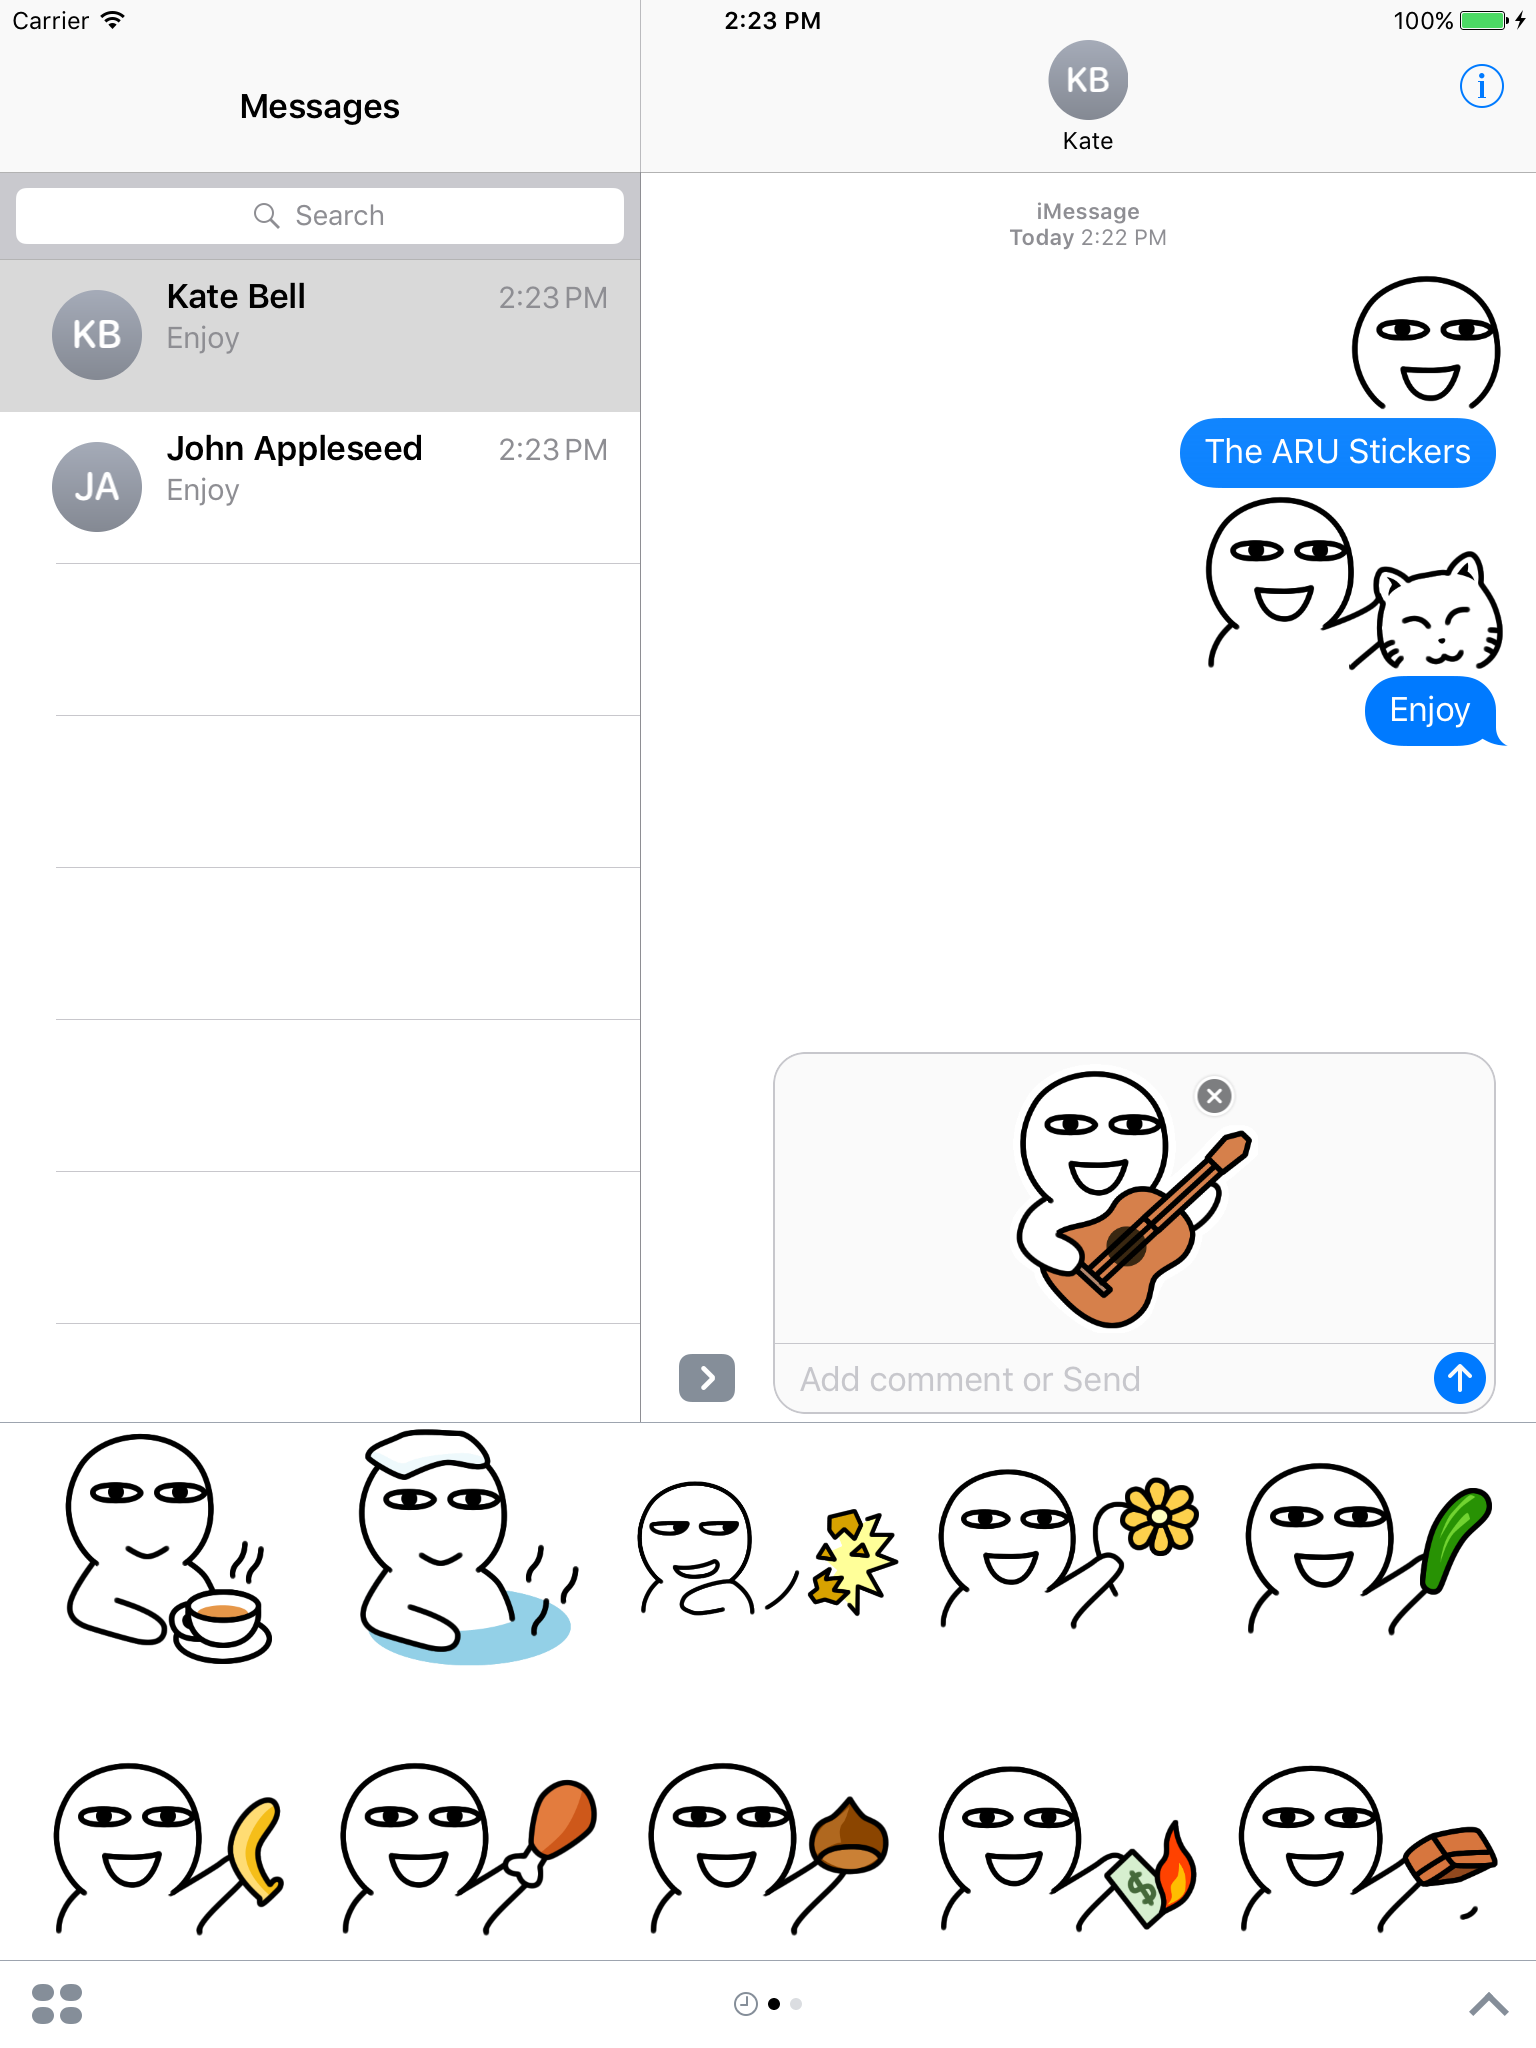 Carrier
2:23 PM
100%
Messages
KB
Kate
Search
iMessage
Today 2:22 PM
KB
Kate Bell
2:23 PM
Enjoy
JA
John Appleseed
2:23 PM
Enjoy
The ARU Stickers
Enjoy
Add comment or Send
$